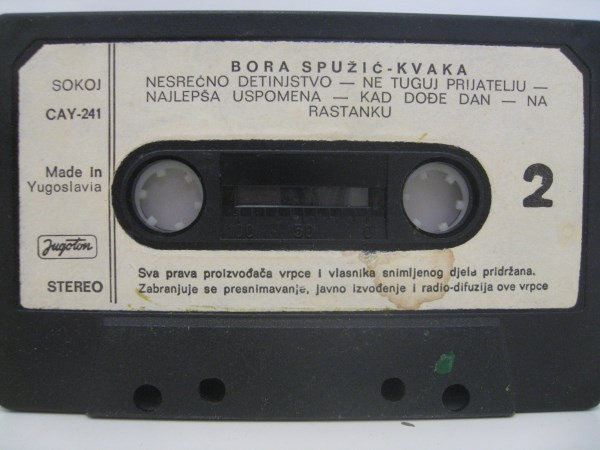 BORA SPUŽIĆ-KVAKA
NESREĆNO DETINJSTVO — NE TUGUJ PRIJATELJU —
NAJLEPŠA USPOMENA — KAD DOĐE DAN — NA
RASTANKU
SOKOJ
CAY-241
Made In
Yugoslavia
Jugoton
STEREO
2
100 50
Sva prava proizvođača vrpce i vlasnika snimljenog djela pridržana.
Zabranjuje se presnimavanje, javno izvođenje i radio-difuzija ove vrpce